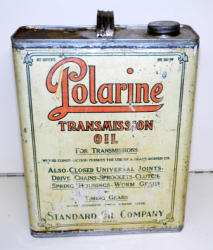 Polarine
TRANSMISSION
OIL
FOR TRANSMISSIONS
ALSO-CLOSED UNIVERSAL JOINTS-
DRIVE CHAINS-SPROCKETS-CLUTCH
SPRING HOUSINGS-WORM GEARS
TIMING GEARS
STANDARD OIL COMPANY